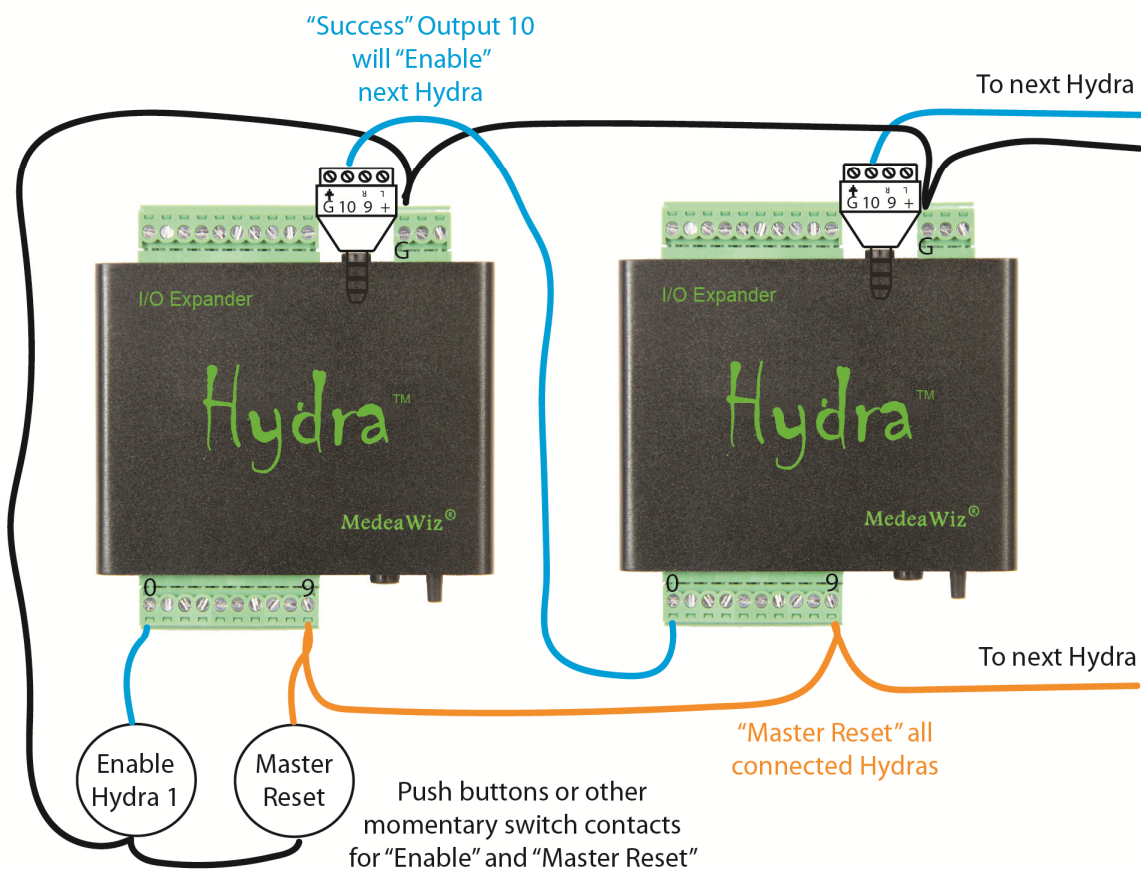 “Success” Output 10
will “Enable”
next Hydra
To next Hydra
R L
G 10 9 +
G
R L
G 10 9 +
G
I/O Expander
Hydra™
MedeaWiz®
0 9
I/O Expander
Hydra™
MedeaWiz®
0 9
To next Hydra
Enable
Hydra 1
Master
Reset
“Master Reset” all
connected Hydras
Push buttons or other
momentary switch contacts
for “Enable” and “Master Reset”